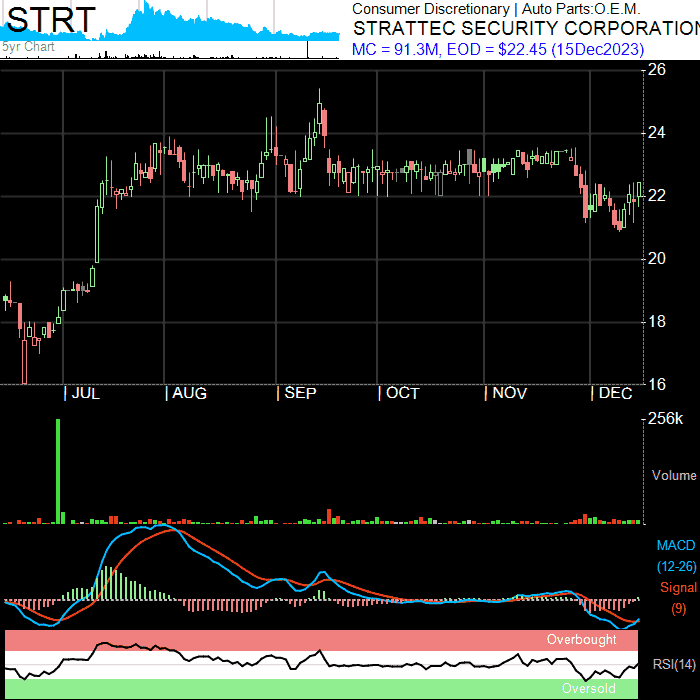 STRT
5yr Chart
Consumer Discretionary | Auto Parts:O.E.M.
STRATTEC SECURITY CORPORATION
MC = 91.3M, EOD = $22.45 (15Dec2023)
26
24
22
20
18
16
| JUL | AUG | SEP | OCT | NOV | DEC
256k
Volume
MACD
(12-26)
Signal
(9)
Overbought
RSI(14)
Oversold